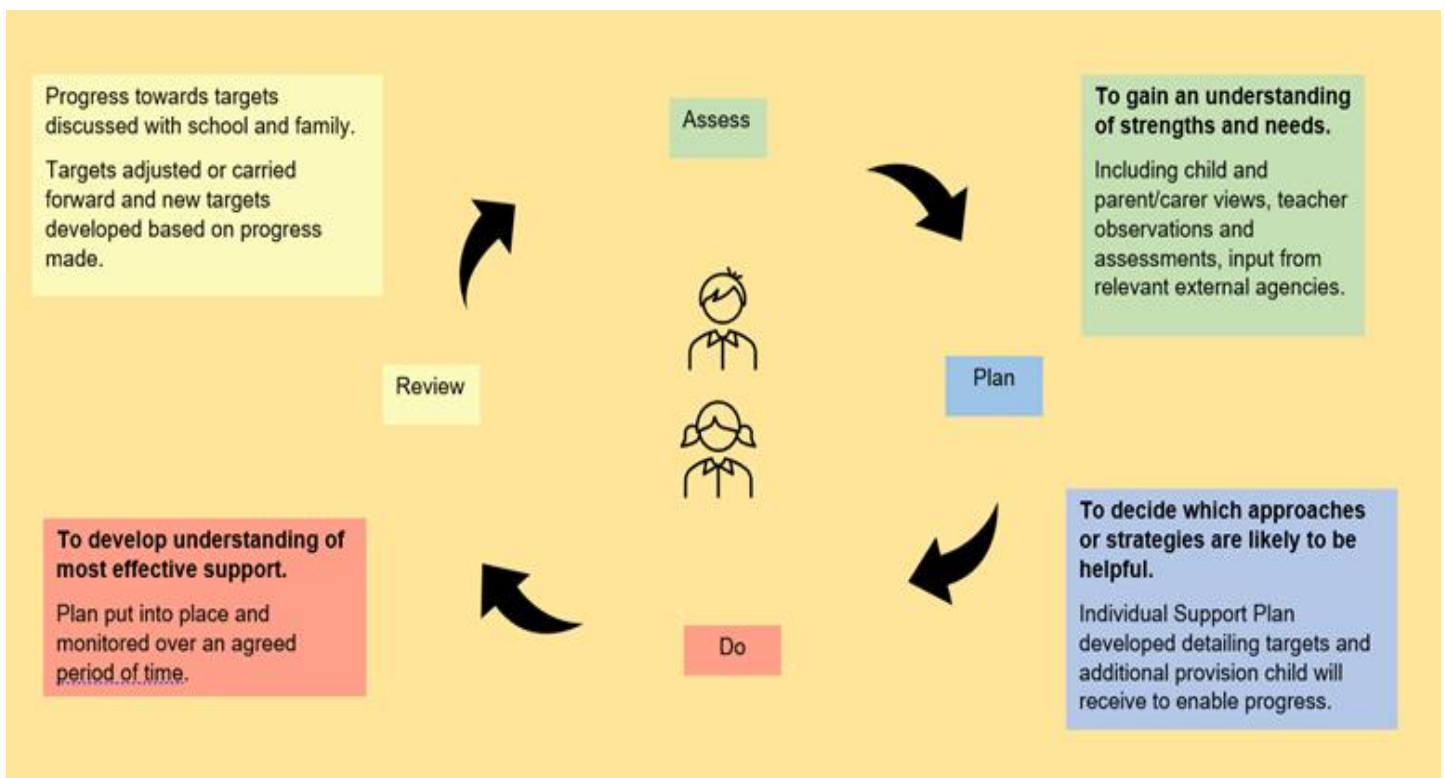 Assess
To gain an understanding
of strengths and needs.
Including child and
parent/carer views, teacher
observations and
assessments, input from
relevant external agencies.
Plan
To decide which approaches
or strategies are likely to be
helpful.
Individual Support Plan
developed detailing targets and
additional provision child will
receive to enable progress.
Do
To develop understanding of
most effective support.
Plan put into place and
monitored over an agreed
period of time.
Review
Progress towards targets
discussed with school and family.
Targets adjusted or carried
forward and new targets
developed based on progress
made.